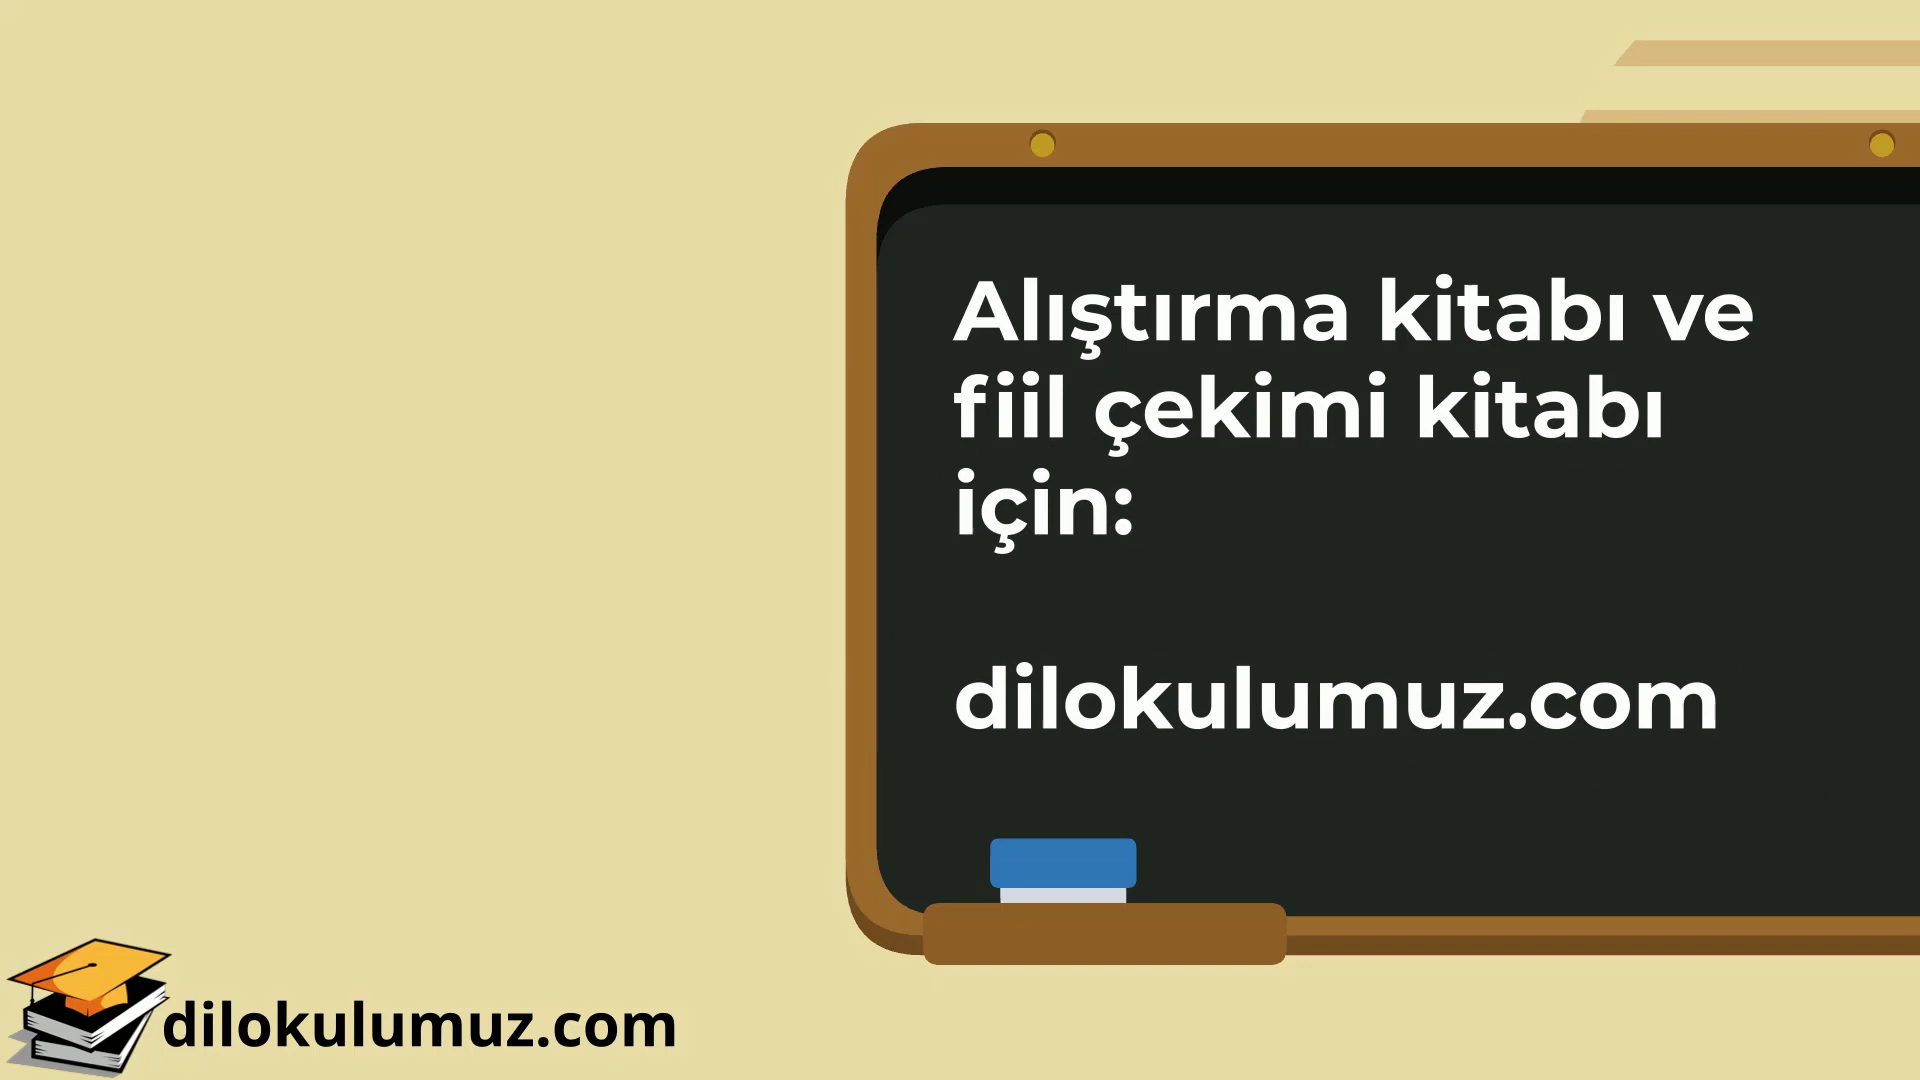 Alıştırma kitabı ve
fiil çekimi kitabı
için:
dilokulumuz.com
dilokulumuz.com